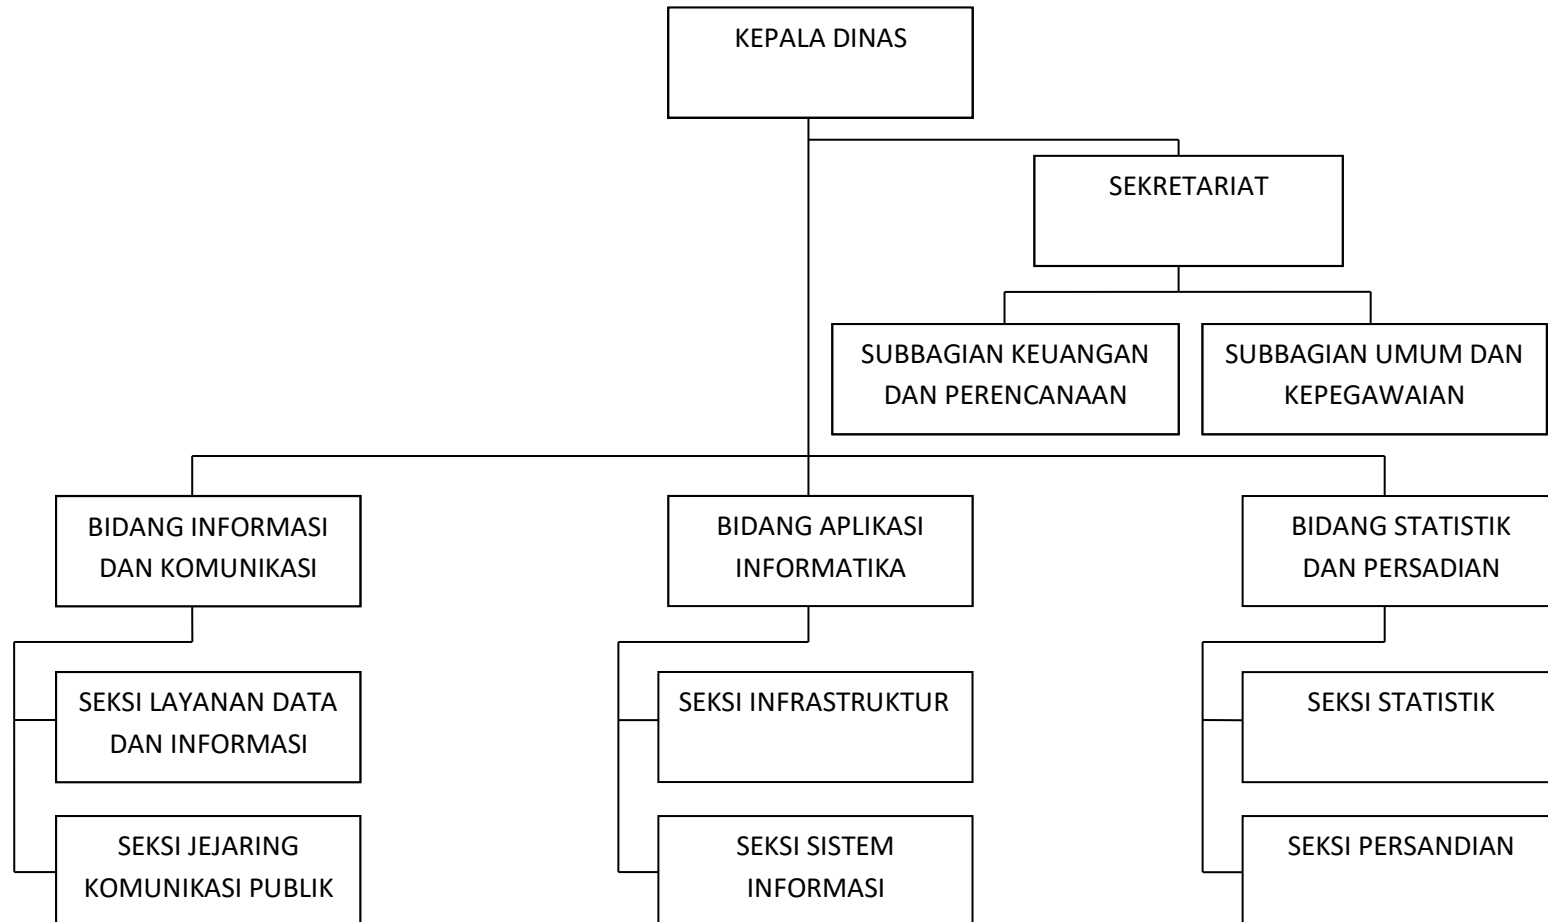 KEPALA DINAS
SEKRETARIAT
SUBBAGIAN KEUANGAN
DAN PERENCANAAN
SUBBAGIAN UMUM DAN
KEPEGAWAIAN
BIDANG INFORMASI
DAN KOMUNIKASI
BIDANG APLIKASI
INFORMATIKA
BIDANG STATISTIK
DAN PERSADIAN
SEKSI LAYANAN DATA
DAN INFORMASI
SEKSI INFRASTRUKTUR
SEKSI STATISTIK
SEKSI JEJARING
KOMUNIKASI PUBLIK
SEKSI SISTEM
INFORMASI
SEKSI PERSANDIAN